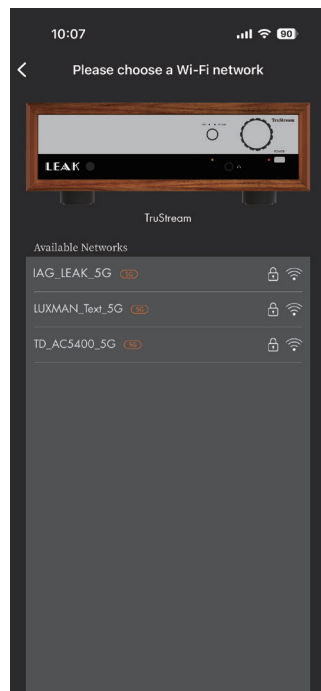 10:07
90
Please choose a Wi-Fi network
TruStream
LEAK
TruStream
Available Networks
IAG_LEAK_5G 5G
LUXMAN_Text_5G 5G
TD_AC5400_5G 5G